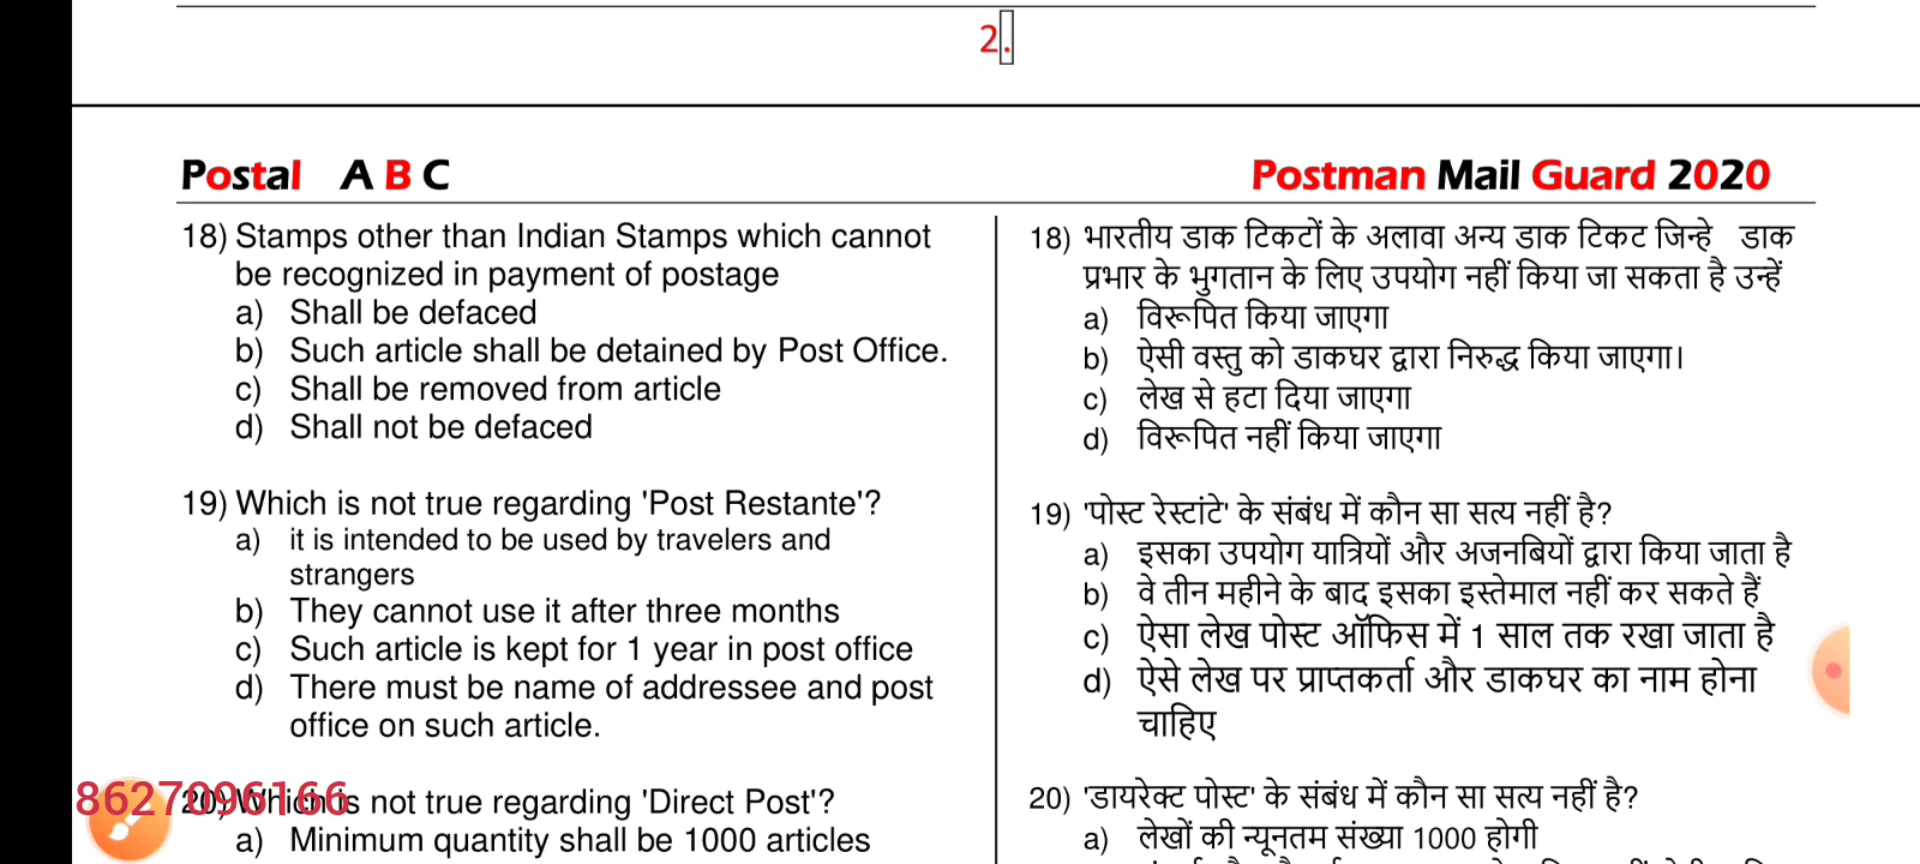 2.
Postal A B C
Postman Mail Guard 2020
18) Stamps other than Indian Stamps which cannot
be recognized in payment of postage
a) Shall be defaced
b) Such article shall be detained by Post Office.
c) Shall be removed from article
d) Shall not be defaced
19) Which is not true regarding 'Post Restante'?
a) it is intended to be used by travelers and
strangers
b) They cannot use it after three months
c) Such article is kept for 1 year in post office
d) There must be name of addressee and post
office on such article.
20) Which is not true regarding 'Direct Post'?
a) Minimum quantity shall be 1000 articles
18) भारतीय डाक टिकटों के अलावा अन्य डाक टिकट जिन्हे डाक
प्रभार के भुगतान के लिए उपयोग नहीं किया जा सकता है उन्हें
a) विरूपित किया जाएगा
b) ऐसी वस्तु को डाकघर द्वारा निरुद्ध किया जाएगा।
c) लेख से हटा दिया जाएगा
d) विरूपित नहीं किया जाएगा
19) 'पोस्ट रेस्टांटे' के संबंध में कौन सा सत्य नहीं है?
a) इसका उपयोग यात्रियों और अजनबियों द्वारा किया जाता है
b) वे तीन महीने के बाद इसका इस्तेमाल नहीं कर सकते हैं
c) ऐसा लेख पोस्ट ऑफिस में 1 साल तक रखा जाता है
d) ऐसे लेख पर प्राप्तकर्ता और डाकघर का नाम होना
चाहिए
20) 'डायरेक्ट पोस्ट' के संबंध में कौन सा सत्य नहीं है?
a) लेखों की न्यूनतम संख्या 1000 होगी
8627096166